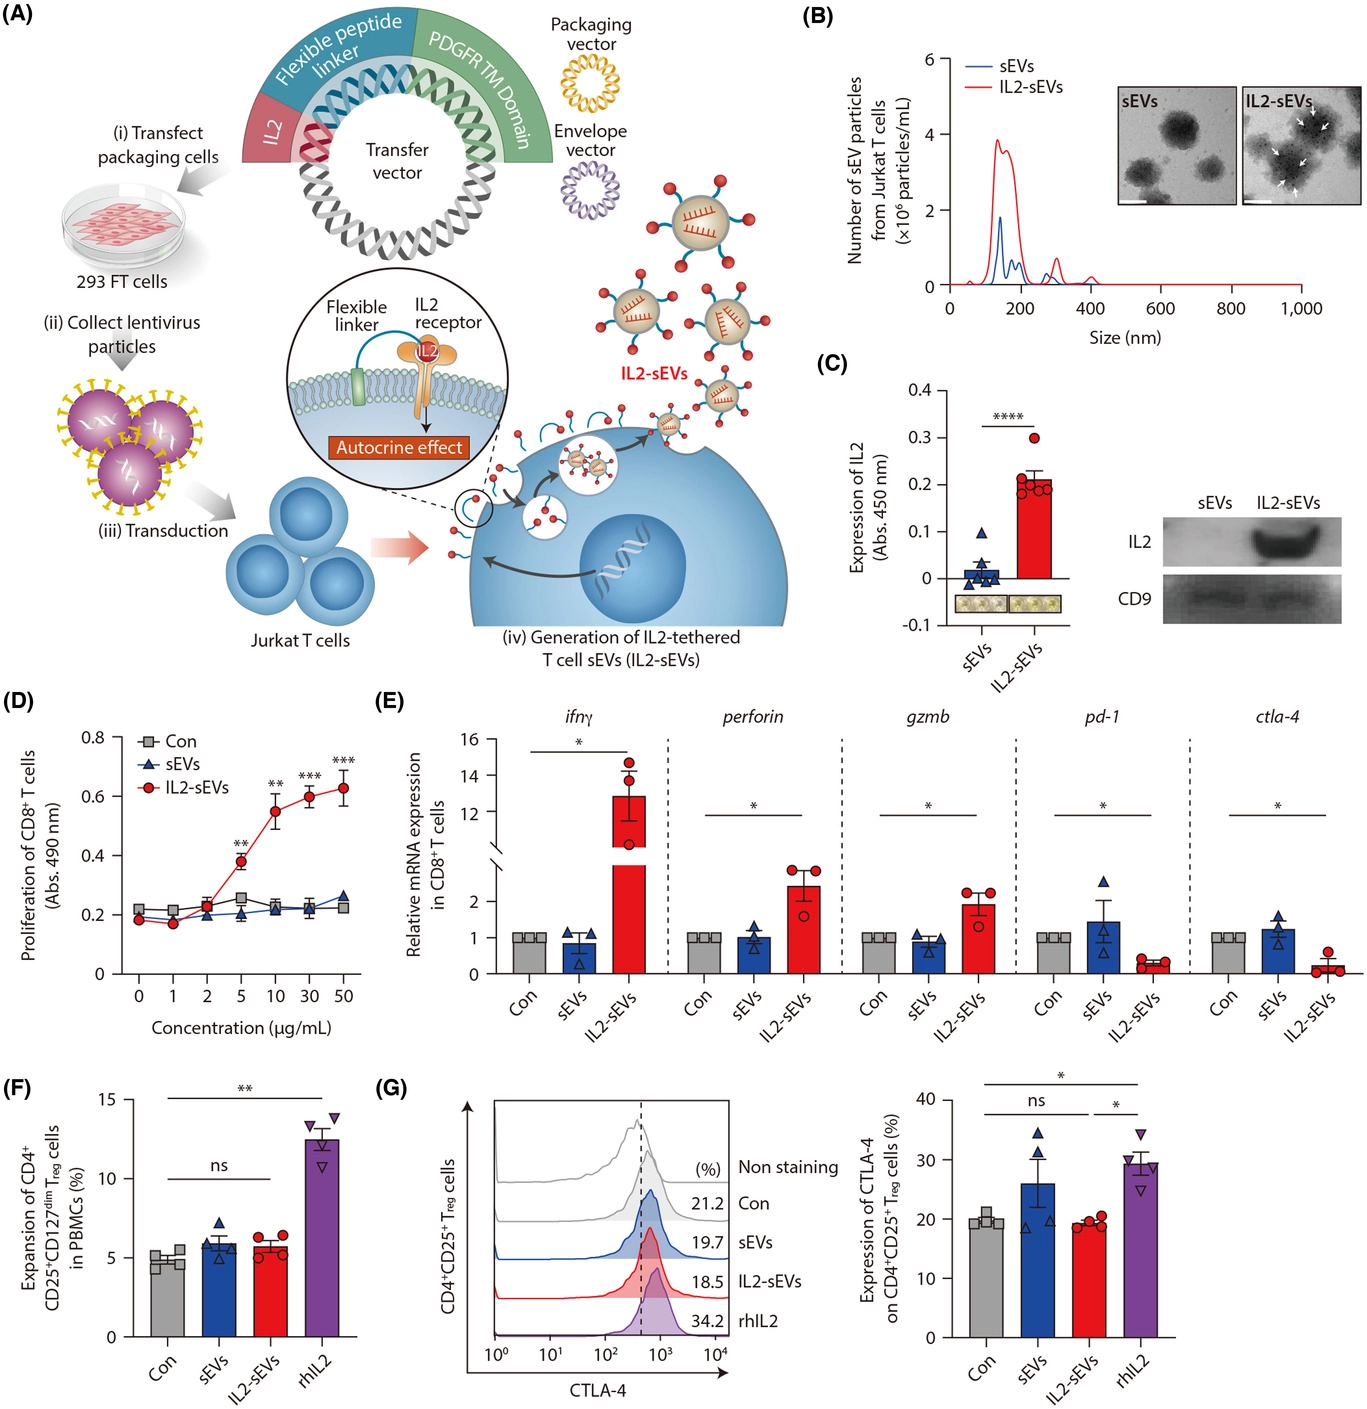 (A)
IL2
Flexible peptide
linker
PDGFR TM Domain
Transfer
vector
Packaging
vector
Envelope
vector
(i) Transfect
packaging cells
293 FT cells
(ii) Collect lentivirus
particles
(iii) Transduction
Jurkat T cells
Flexible
linker
IL2
receptor
IL2
Autocrine effect
IL2-sEVs
(iv) Generation of IL2-tethered
T cell sEVs (IL2-sEVs)
(B)
Number of sEV particles
from Jurkat T cells
(×10⁶ particles/mL)
6
4
2
0
sEVs
IL2-sEVs
0
200
400
600
800
1,000
Size (nm)
sEVs
IL2-sEVs
(C)
Expression of IL2
(Abs. 450 nm)
0.4
0.3
0.2
0.1
0
-0.1
****
sEVs
IL2-sEVs
sEVs
IL2-sEVs
IL2
CD9
(D)
Proliferation of CD8⁺ T cells
(Abs. 490 nm)
0.8
0.6
0.4
0.2
0
Con
sEVs
IL2-sEVs
**
**
***
***
0
1
2
5
10
30
50
Concentration (µg/mL)
(E)
Relative mRNA expression
in CD8⁺T cells
16
14
12
2
1
0
ifnγ
perforin
gzmb
pd-1
ctla-4
*
*
*
*
*
Con
sEVs
IL2-sEVs
Con
sEVs
IL2-sEVs
Con
sEVs
IL2-sEVs
Con
sEVs
IL2-sEVs
Con
sEVs
IL2-sEVs
(F)
Expansion of CD4⁺
CD25⁺CD127ᵈⁱᵐ Treg cells
in PBMCs (%)
15
10
5
0
**
ns
Con
sEVs
IL2-sEVs
rhIL2
(G)
CD4⁺CD25⁺ Treg cells
(%)
Non staining
21.2 Con
19.7 sEVs
18.5 IL2-sEVs
34.2 rhIL2
10⁰
10¹
10²
10³
10⁴
CTLA-4
Expression of CTLA-4
on CD4⁺CD25⁺ Treg cells (%)
40
30
20
10
0
*
ns
*
Con
sEVs
IL2-sEVs
rhIL2